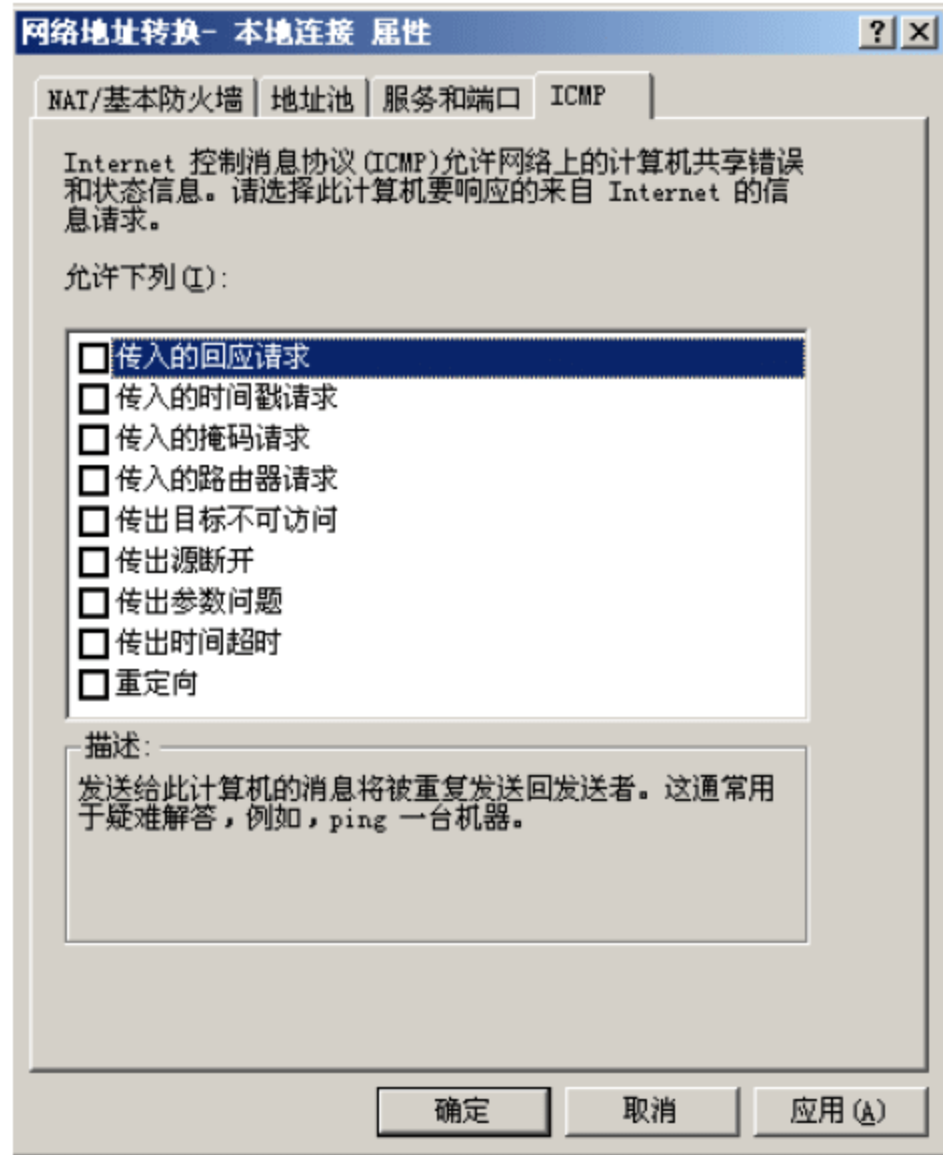 网络地址转换- 本地连接 属性
NAT/基本防火墙 地址池 服务和端口 ICMP
Internet 控制消息协议(ICMP)允许网络上的计算机共享错误
和状态信息。请选择此计算机要响应的来自 Internet 的信
息请求。
允许下列(I):
传入的回应请求
传入的时间戳请求
传入的掩码请求
传入的路由器请求
传出目标不可访问
传出源断开
传出参数问题
传出时间超时
重定向
描述:
发送给此计算机的消息将被重复发送回发送者。这通常用
于疑难解答，例如，ping 一台机器。
确定 取消 应用(A)